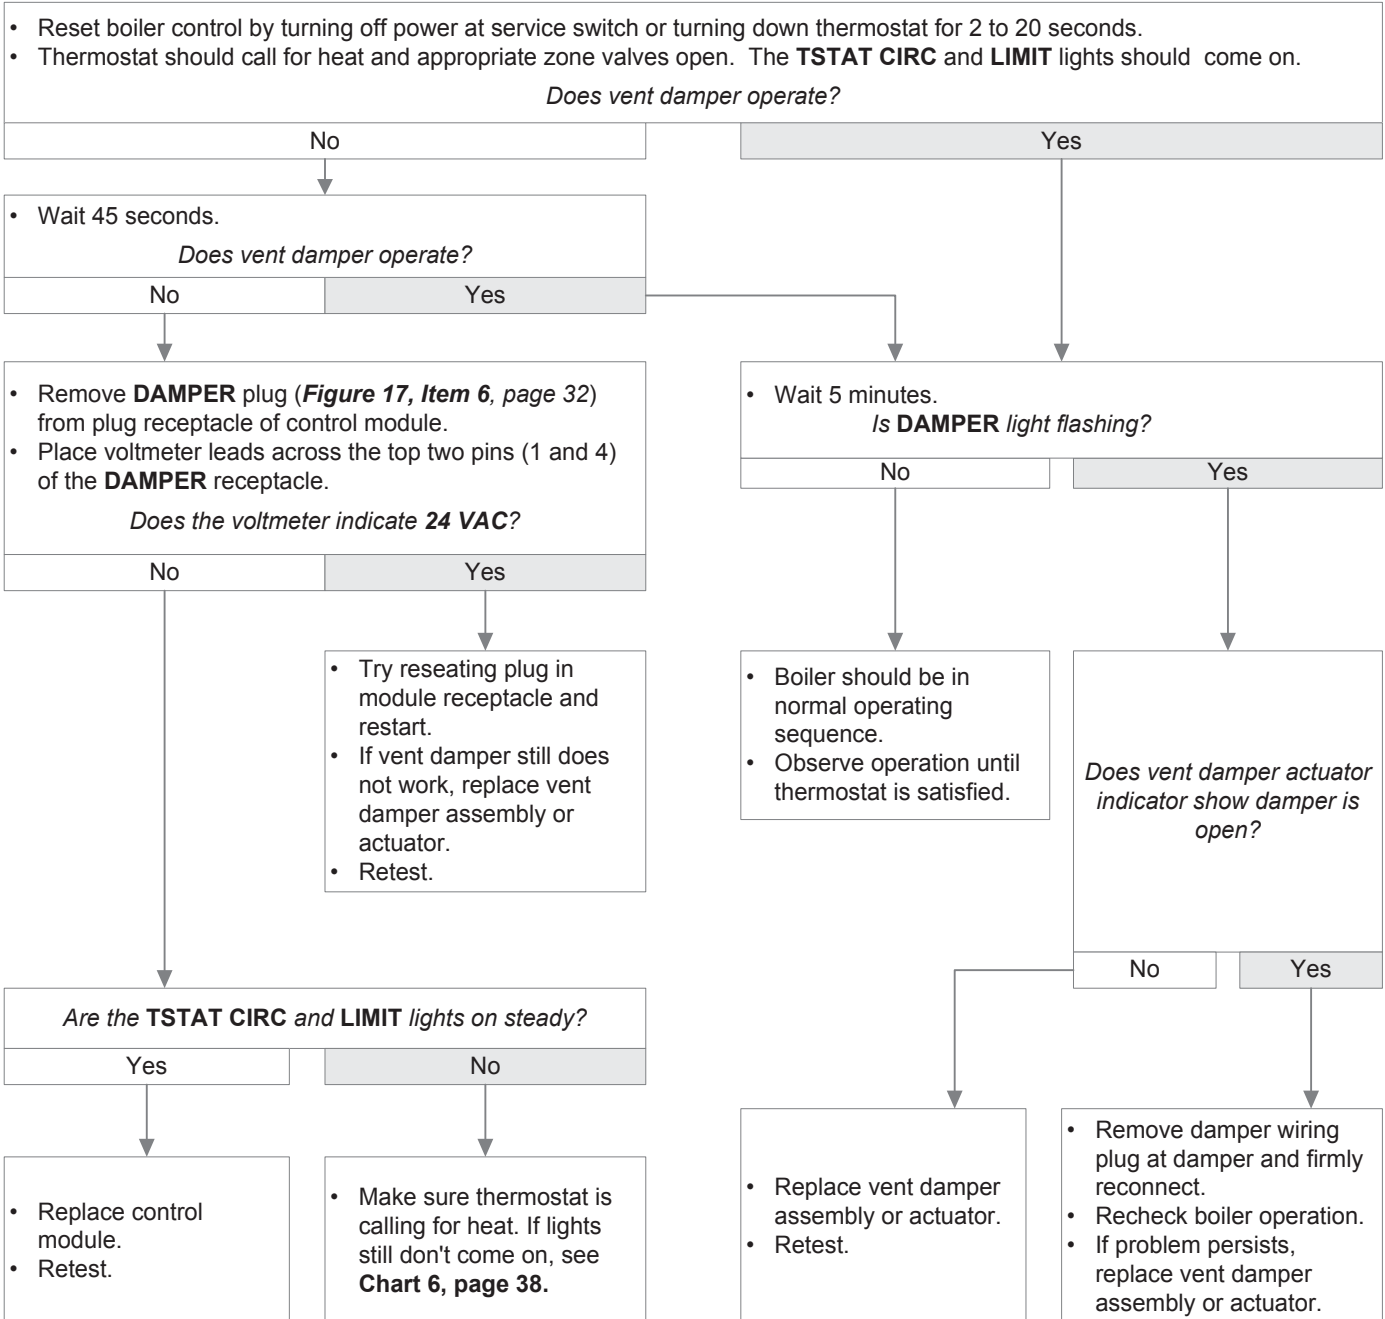 • Reset boiler control by turning off power at service switch or turning down thermostat for 2 to 20 seconds.
• Thermostat should call for heat and appropriate zone valves open. The TSTAT CIRC and LIMIT lights should come on.
Does vent damper operate?
No
Yes
• Wait 45 seconds.
Does vent damper operate?
No
Yes
• Remove DAMPER plug (Figure 17, Item 6, page 32)
from plug receptacle of control module.
• Place voltmeter leads across the top two pins (1 and 4)
of the DAMPER receptacle.
Does the voltmeter indicate 24 VAC?
No
Yes
• Wait 5 minutes.
Is DAMPER light flashing?
No
Yes
• Try reseating plug in
module receptacle and
restart.
• If vent damper still does
not work, replace vent
damper assembly or
actuator.
• Retest.
• Boiler should be in
normal operating
sequence.
• Observe operation until
thermostat is satisfied.
Does vent damper actuator
indicator show damper is
open?
No
Yes
Are the TSTAT CIRC and LIMIT lights on steady?
Yes
No
• Replace control
module.
• Retest.
• Make sure thermostat is
calling for heat. If lights
still don't come on, see
Chart 6, page 38.
• Replace vent damper
assembly or actuator.
• Retest.
• Remove damper wiring
plug at damper and firmly
reconnect.
• Recheck boiler operation.
• If problem persists,
replace vent damper
assembly or actuator.